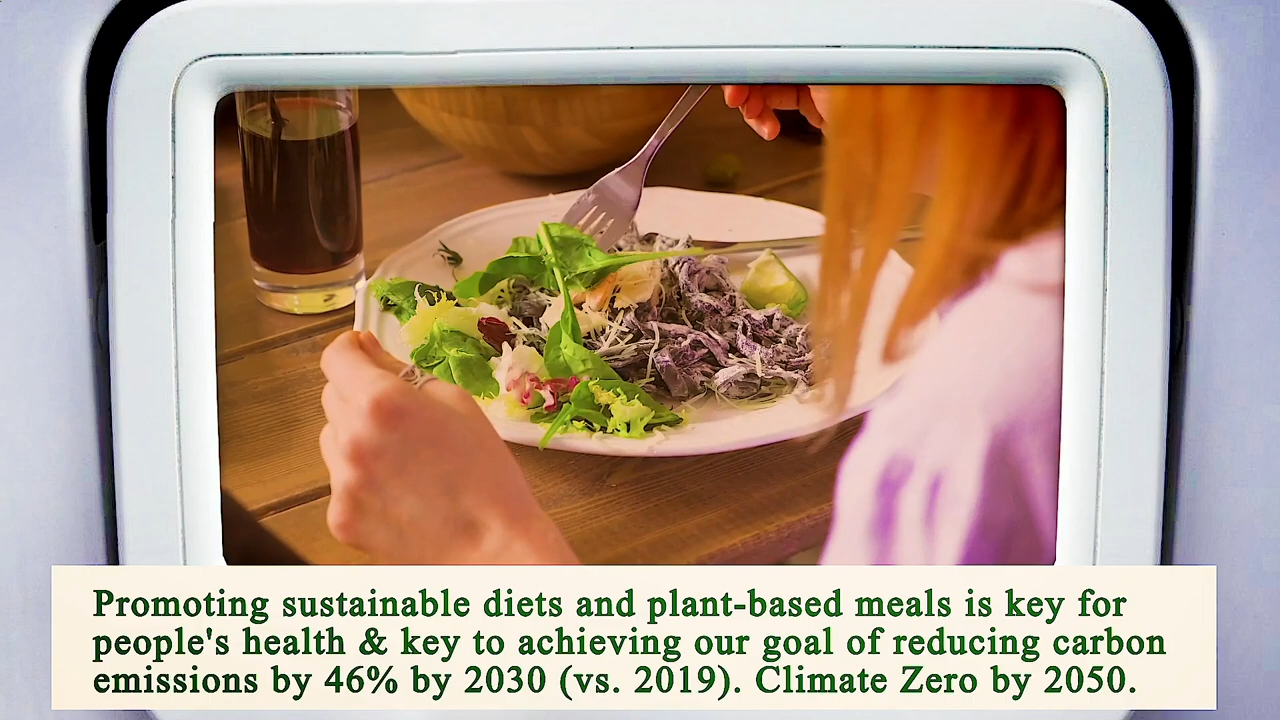 Promoting sustainable diets and plant-based meals is key for
people's health & key to achieving our goal of reducing carbon
emissions by 46% by 2030 (vs. 2019). Climate Zero by 2050.